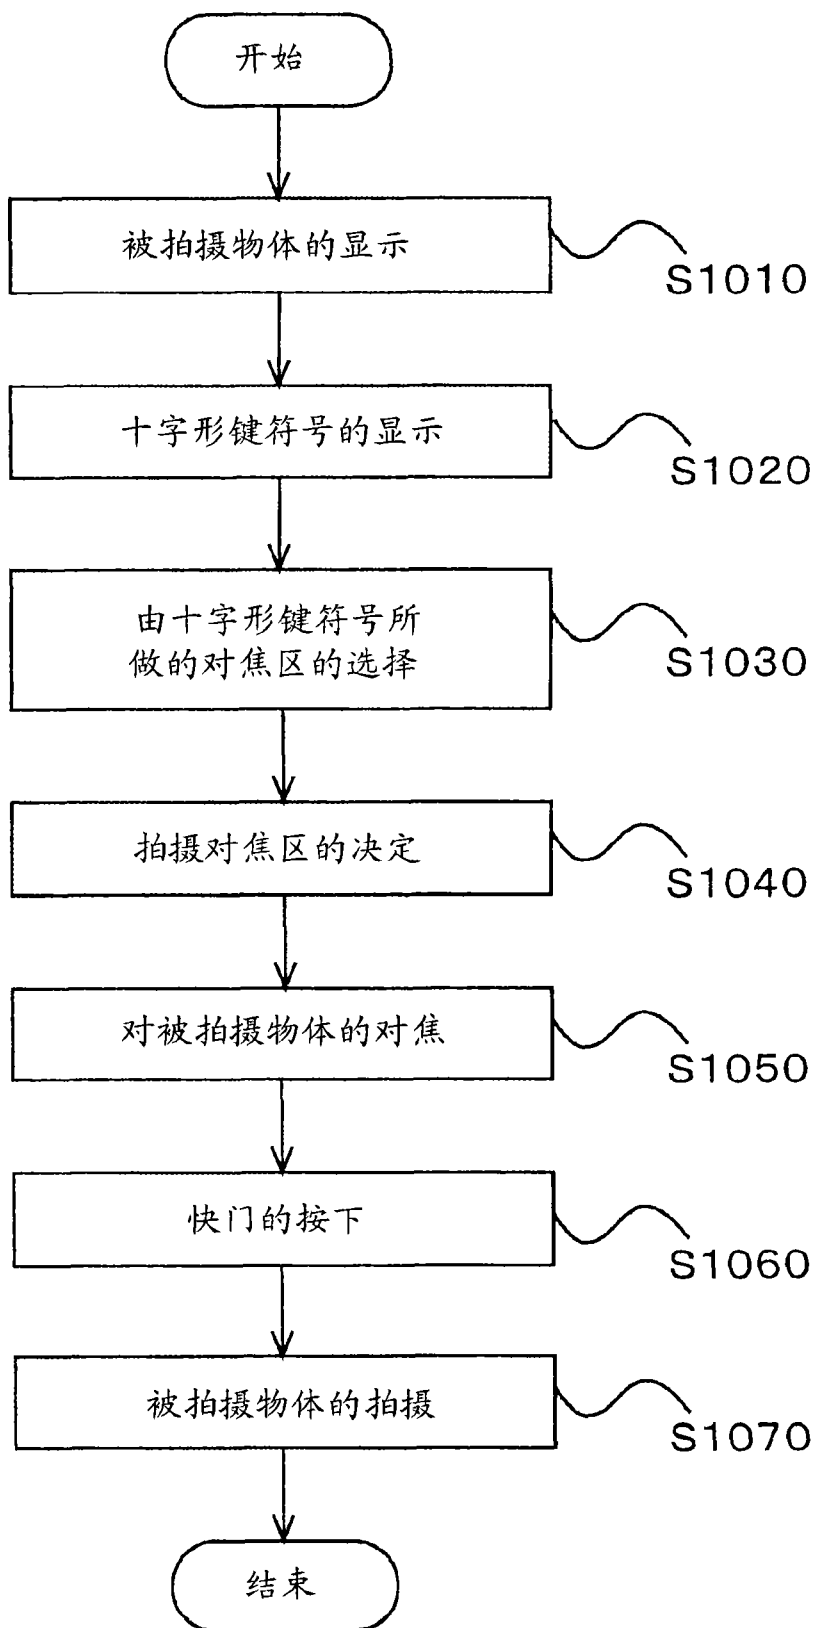 开始
被拍摄物体的显示
S1010
十字形键符号的显示
S1020
由十字形键符号所
做的对焦区的选择
S1030
拍摄对焦区的决定
S1040
对被拍摄物体的对焦
S1050
快门的按下
S1060
被拍摄物体的拍摄
S1070
结束